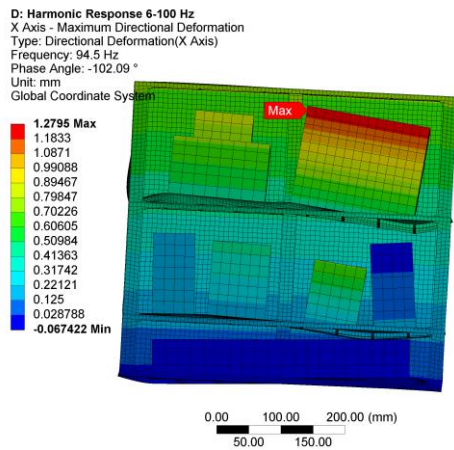 D: Harmonic Response 6-100 Hz
X Axis - Maximum Directional Deformation
Type: Directional Deformation(X Axis)
Frequency: 94.5 Hz
Phase Angle: -102.09 °
Unit: mm
Global Coordinate System
Max
1.2795 Max
1.1833
1.0871
0.99088
0.89467
0.79847
0.70226
0.60605
0.50984
0.41363
0.31742
0.22121
0.125
0.028788
-0.067422 Min
0.00 100.00 200.00 (mm)
50.00 150.00